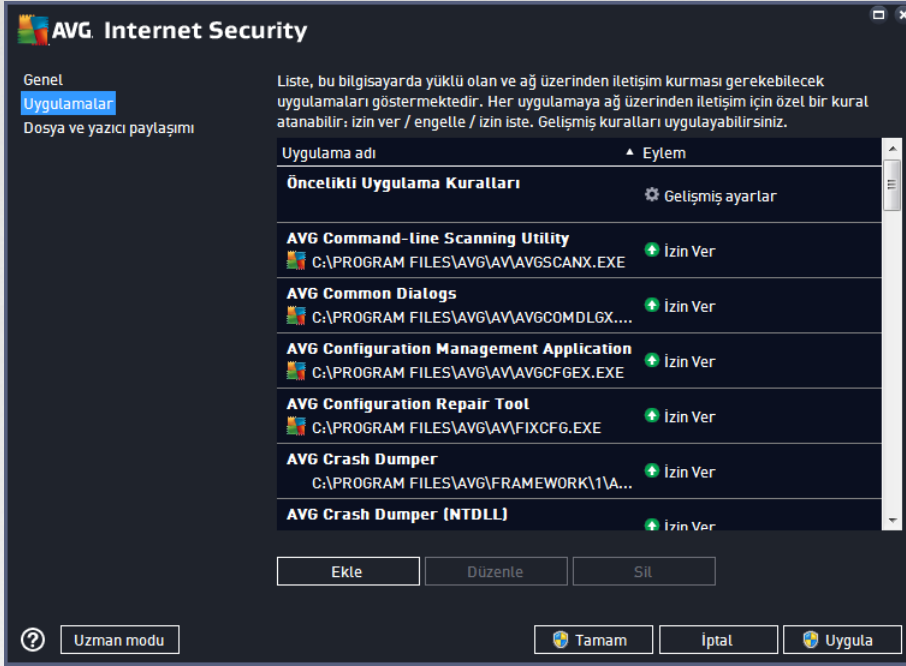 AVG Internet Security
Genel
Uygulamalar
Dosya ve yazıcı paylaşımı
Liste, bu bilgisayarda yüklü olan ve ağ üzerinden iletişim kurması gerekebilecek
uygulamaları göstermektedir. Her uygulamaya ağ üzerinden iletişim için özel bir kural
atanabilir: izin ver / engelle / izin iste. Gelişmiş kuralları uygulayabilirsiniz.
Uygulama adı Eylem
Öncelikli Uygulama Kuralları
Gelişmiş ayarlar
AVG Command-line Scanning Utility
C:\PROGRAM FILES\AVG\AV\AVGSCANX.EXE
İzin Ver
AVG Common Dialogs
C:\PROGRAM FILES\AVG\AV\AVGCOMDLGX....
İzin Ver
AVG Configuration Management Application
C:\PROGRAM FILES\AVG\AV\AVGCFGEX.EXE
İzin Ver
AVG Configuration Repair Tool
C:\PROGRAM FILES\AVG\AV\FIXCFG.EXE
İzin Ver
AVG Crash Dumper
C:\PROGRAM FILES\AVG\FRAMEWORK\1\A...
İzin Ver
AVG Crash Dumper (NTDLL)
İzin Ver
Ekle Düzenle Sil
? Uzman modu Tamam İptal Uygula